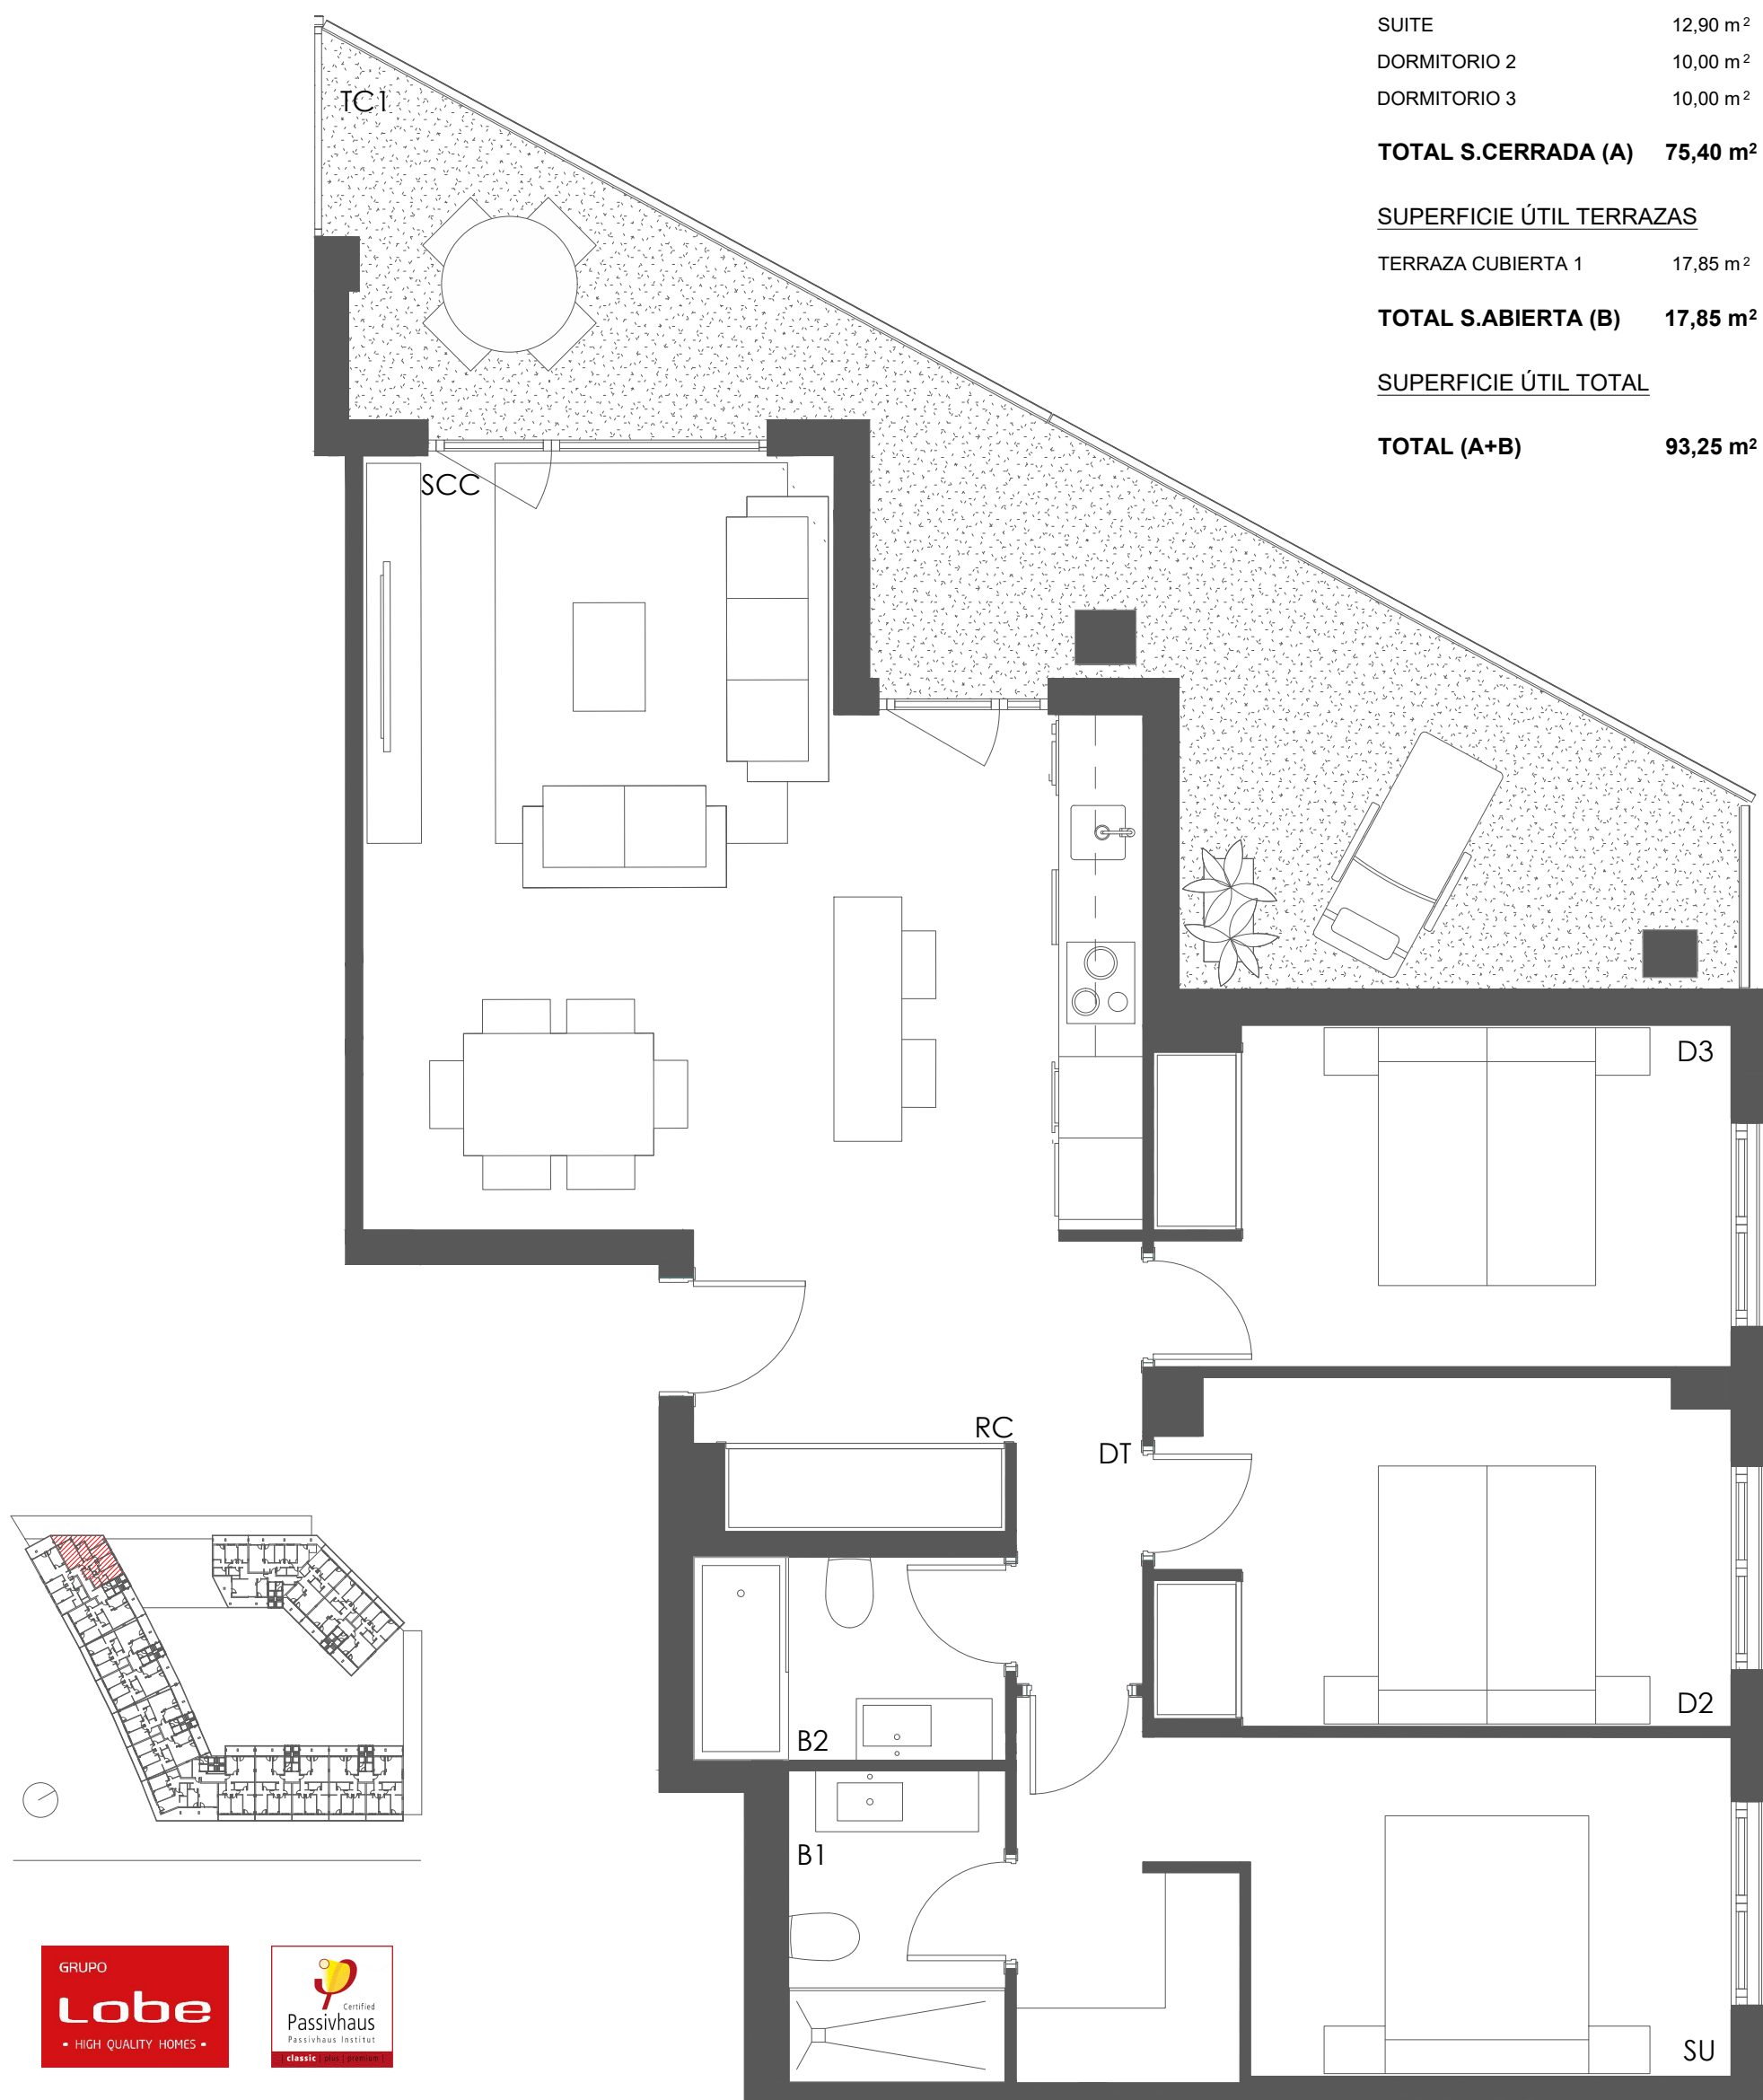 SUITE 12,90 m²
DORMITORIO 2 10,00 m²
DORMITORIO 3 10,00 m²
TOTAL S.CERRADA (A) 75,40 m²
SUPERFICIE ÚTIL TERRAZAS
TERRAZA CUBIERTA 1 17,85 m²
TOTAL S.ABIERTA (B) 17,85 m²
SUPERFICIE ÚTIL TOTAL
TOTAL (A+B) 93,25 m²
TC1
SCC
D3
RC
DT
D2
B2
B1
SU
GRUPO
Lobe
• HIGH QUALITY HOMES •
Certified
Passivhaus
Passivhaus Institut
classic | plus | premium